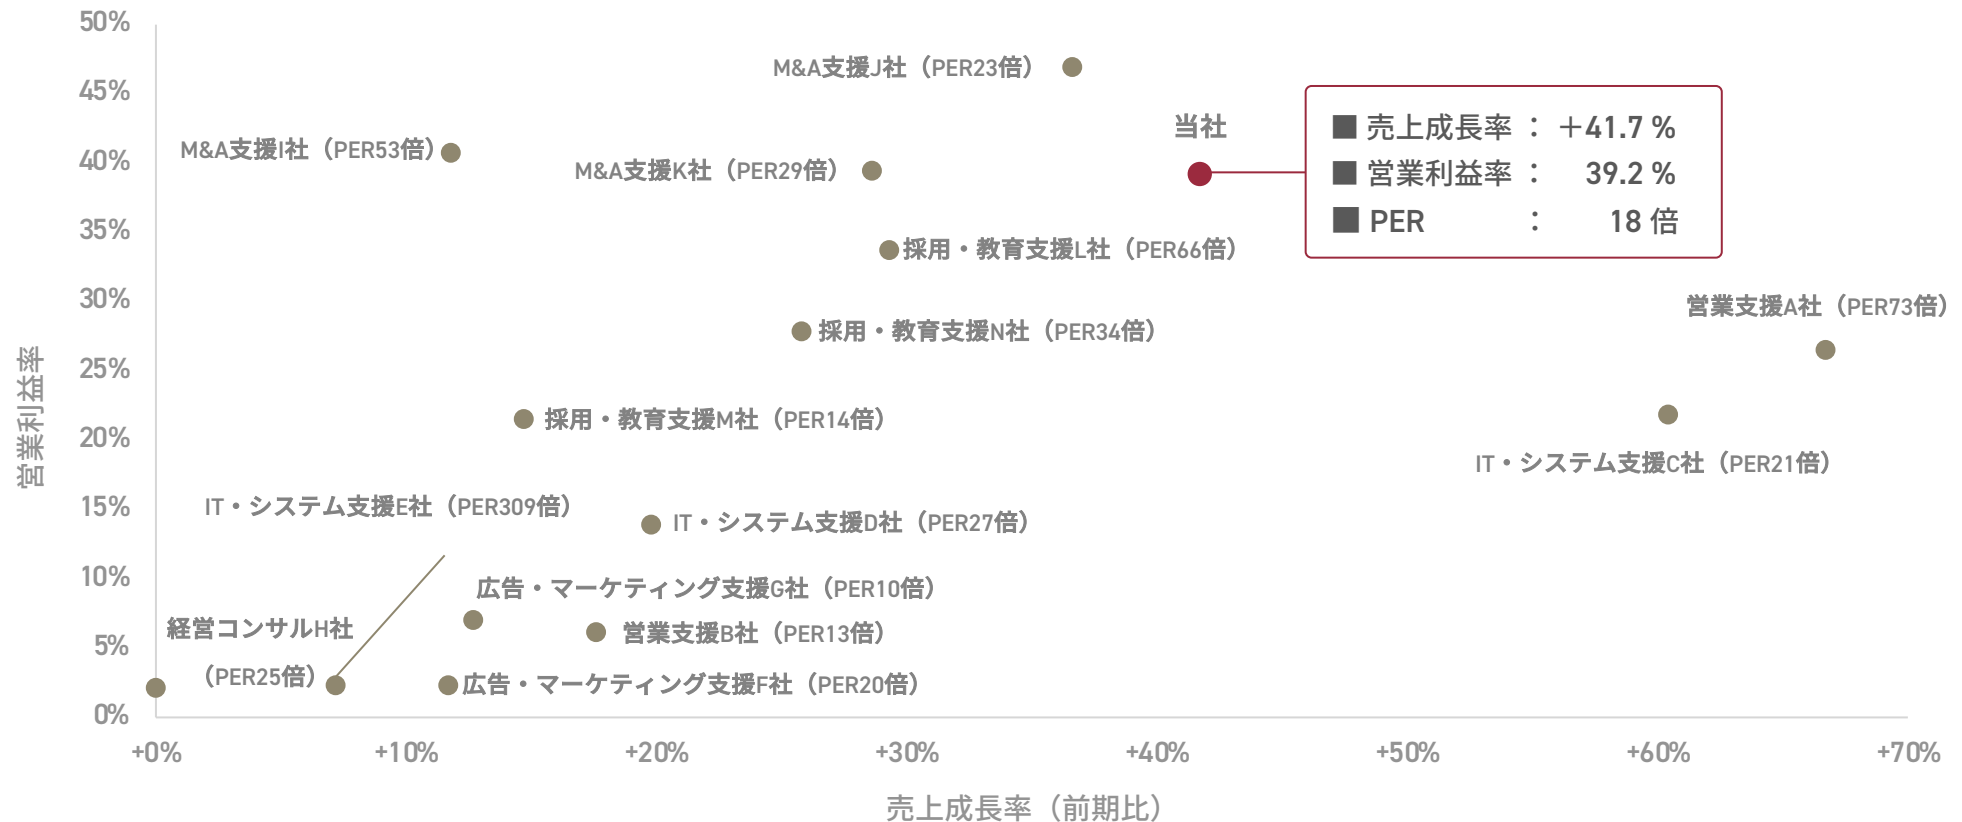 50%
45%
40%
35%
30%
25%
20%
15%
10%
5%
0%
営業利益率
M&A支援J社（PER23倍）
M&A支援I社（PER53倍）
M&A支援K社（PER29倍）
当社
■ 売上成長率 ： ＋41.7 %
■ 営業利益率 ： 39.2 %
■ PER ： 18 倍
採用・教育支援L社（PER66倍）
営業支援A社（PER73倍）
採用・教育支援N社（PER34倍）
採用・教育支援M社（PER14倍）
IT・システム支援C社（PER21倍）
IT・システム支援E社（PER309倍）
IT・システム支援D社（PER27倍）
広告・マーケティング支援G社（PER10倍）
経営コンサルH社
（PER25倍）
営業支援B社（PER13倍）
広告・マーケティング支援F社（PER20倍）
+0%
+10%
+20%
+30%
+40%
+50%
+60%
+70%
売上成長率（前期比）